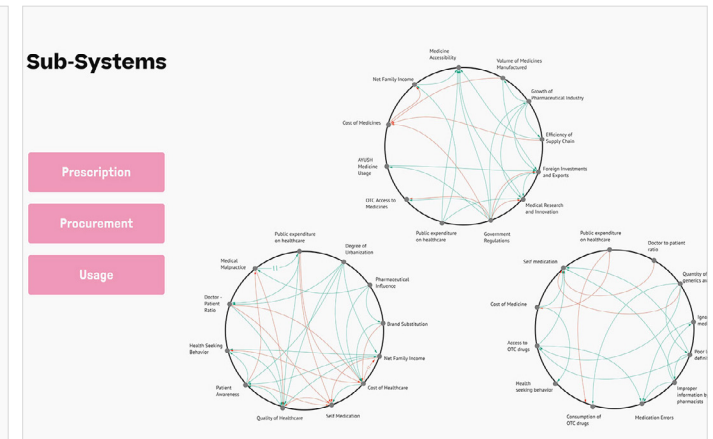 Sub-Systems
Prescription
Procurement
Usage
Medicine
Accessibility
Volume of Medicines
Manufactured
Growth of
Pharmaceutical Industry
Efficiency of
Supply Chain
Foreign Investments
and Exports
Medical Research
and Innovation
Government
Regulations
Public expenditure
on healthcare
OTC Access to
Medicines
AYUSH
Medicine
Usage
Cost of Medicines
Net Family Income
Public expenditure
on healthcare
Degree of
Urbanization
Pharmaceutical
Influence
Brand Substitution
Net Family Income
Cost of Healthcare
Self Medication
Quality of Healthcare
Patient
Awareness
Health Seeking
Behavior
Doctor -
Patient
Ratio
Medical
Malpractice
Public expenditure
on healthcare
Doctor to patient
ratio
Quantity of
generics
Peer
Improper
information
pharmacists
Medication Errors
Consumption of
OTC drugs
Health
seeking behavior
Access to
OTC drugs
Cost of Medicine
Self medication